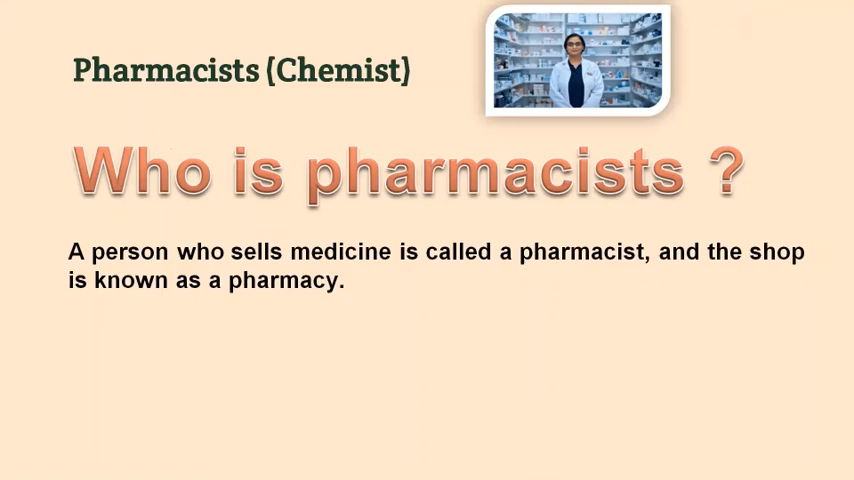 Pharmacists (Chemist)
Who is pharmacists ?
A person who sells medicine is called a pharmacist, and the shop
is known as a pharmacy.